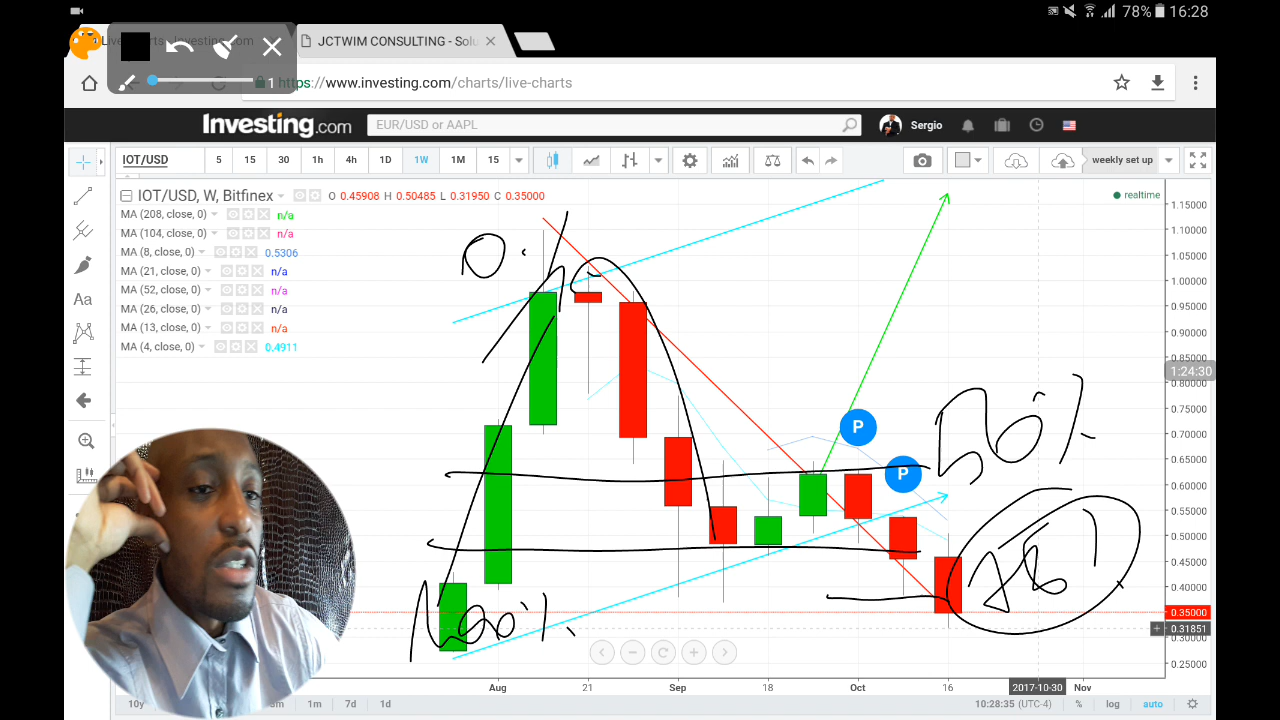 78% 16:28
Live Charts - Investing.com
JCTWIM CONSULTING - Solu
1
https://www.investing.com/charts/live-charts
Investing.com
EUR/USD or AAPL
Sergio
IOT/USD 5 15 30 1h 4h 1D 1W 1M 15
weekly set up
IOT/USD, W, Bitfinex O 0.45908 H 0.50485 L 0.31950 C 0.35000
realtime
MA (208, close, 0) n/a
MA (104, close, 0) n/a
MA (8, close, 0) 0.5306
MA (21, close, 0) n/a
MA (52, close, 0) n/a
MA (26, close, 0) n/a
MA (13, close, 0) n/a
MA (4, close, 0) 0.4911
Aa
0%
50%
100%
P
P
1.15000
1.10000
1.05000
1.00000
0.95000
0.90000
0.85000
1:24:30
0.80000
0.75000
0.70000
0.65000
0.60000
0.55000
0.50000
0.45000
0.40000
0.35000
0.31851
0.30000
0.25000
Aug 21 Sep 18 Oct 16 2017-10-30 Nov
10y 3m 1m 7d 1d
10:28:35 (UTC-4) % log auto